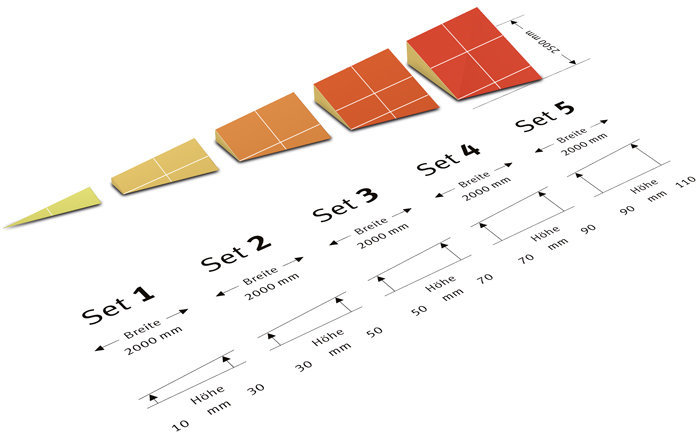 2500 mm
Set 1
Breite
2000 mm
10 Höhe 30
mm
Set 2
Breite
2000 mm
30 Höhe 50
mm
Set 3
Breite
2000 mm
50 Höhe 70
mm
Set 4
Breite
2000 mm
70 Höhe 90
mm
Set 5
Breite
2000 mm
90 Höhe 110
mm